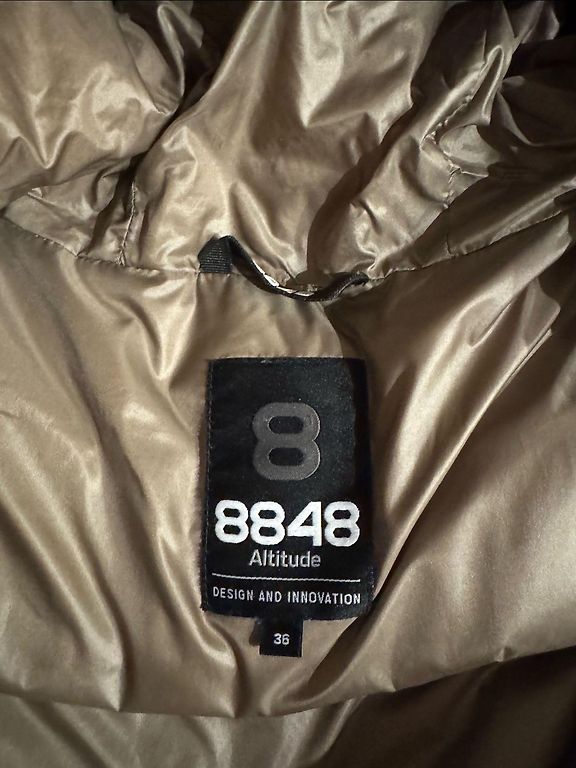 8
8848
Altitude
DESIGN AND INNOVATION
36